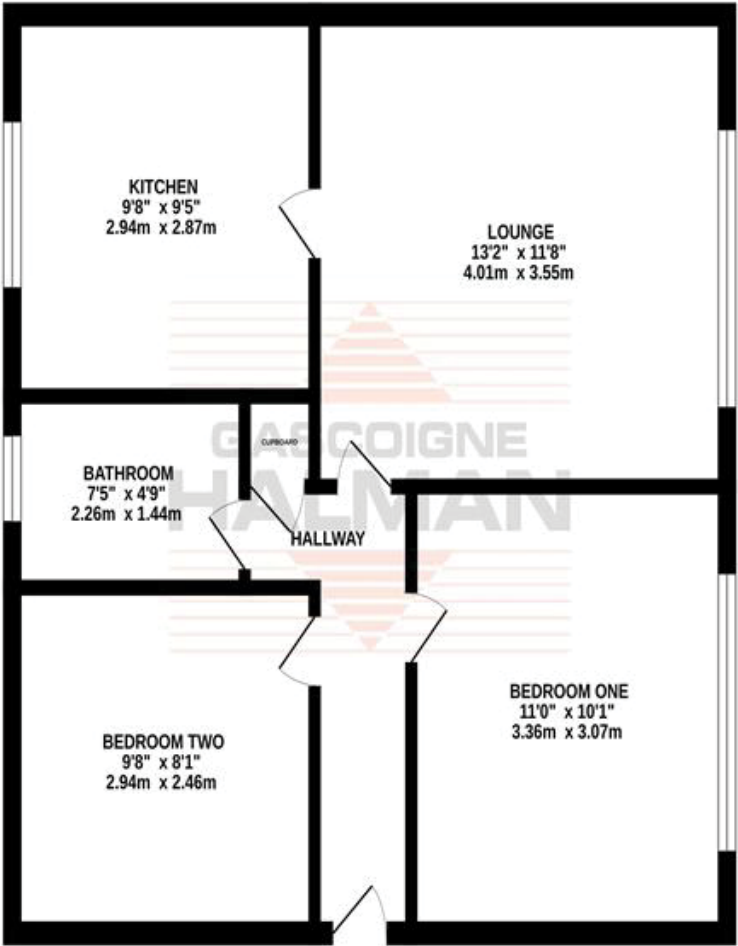 KITCHEN
9'8" x 9'5"
2.94m x 2.87m
LOUNGE
13'2" x 11'8"
4.01m x 3.55m
CUPBOARD
GASCOIGNE
HALMAN
BATHROOM
7'5" x 4'9"
2.26m x 1.44m
HALLWAY
BEDROOM ONE
11'0" x 10'1"
3.36m x 3.07m
BEDROOM TWO
9'8" x 8'1"
2.94m x 2.46m